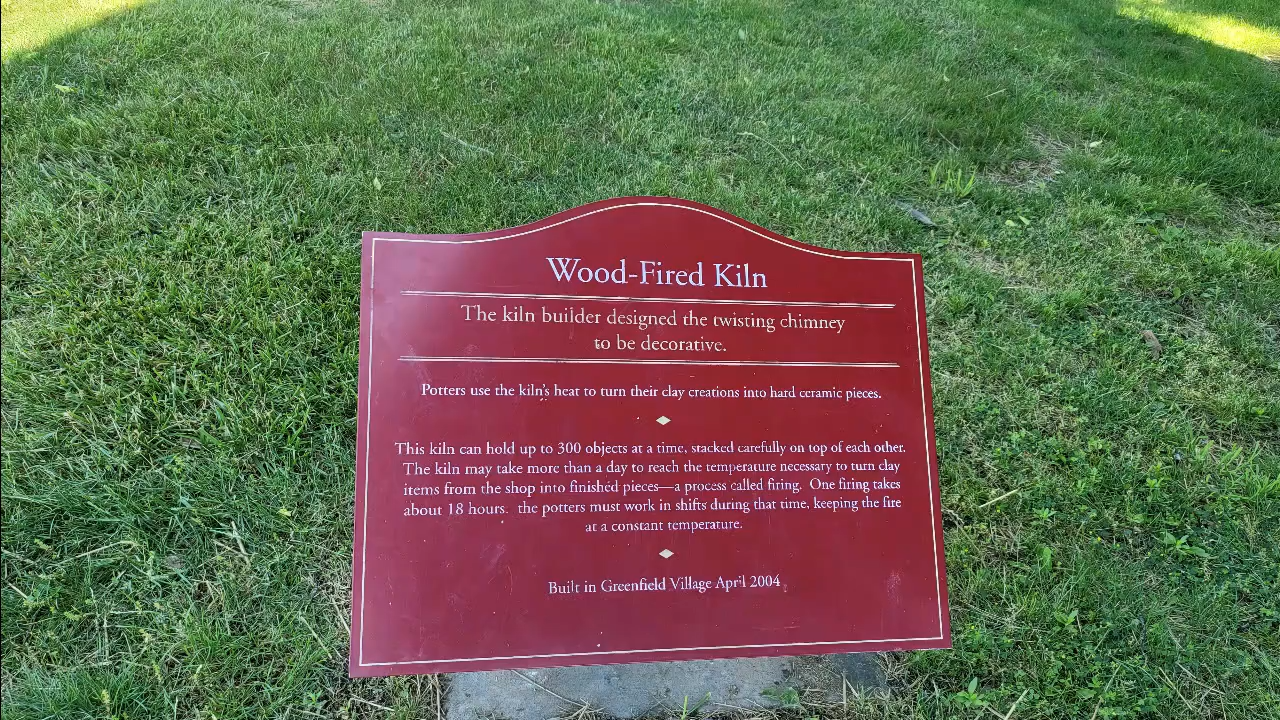 Wood-Fired Kiln
The kiln builder designed the twisting chimney
to be decorative.
Potters use the kiln's heat to turn their clay creations into hard ceramic pieces.
This kiln can hold up to 300 objects at a time, stacked carefully on top of each other.
The kiln may take more than a day to reach the temperature necessary to turn clay
items from the shop into finished pieces—a process called firing. One firing takes
about 18 hours. the potters must work in shifts during that time, keeping the fire
at a constant temperature.
Built in Greenfield Village April 2004